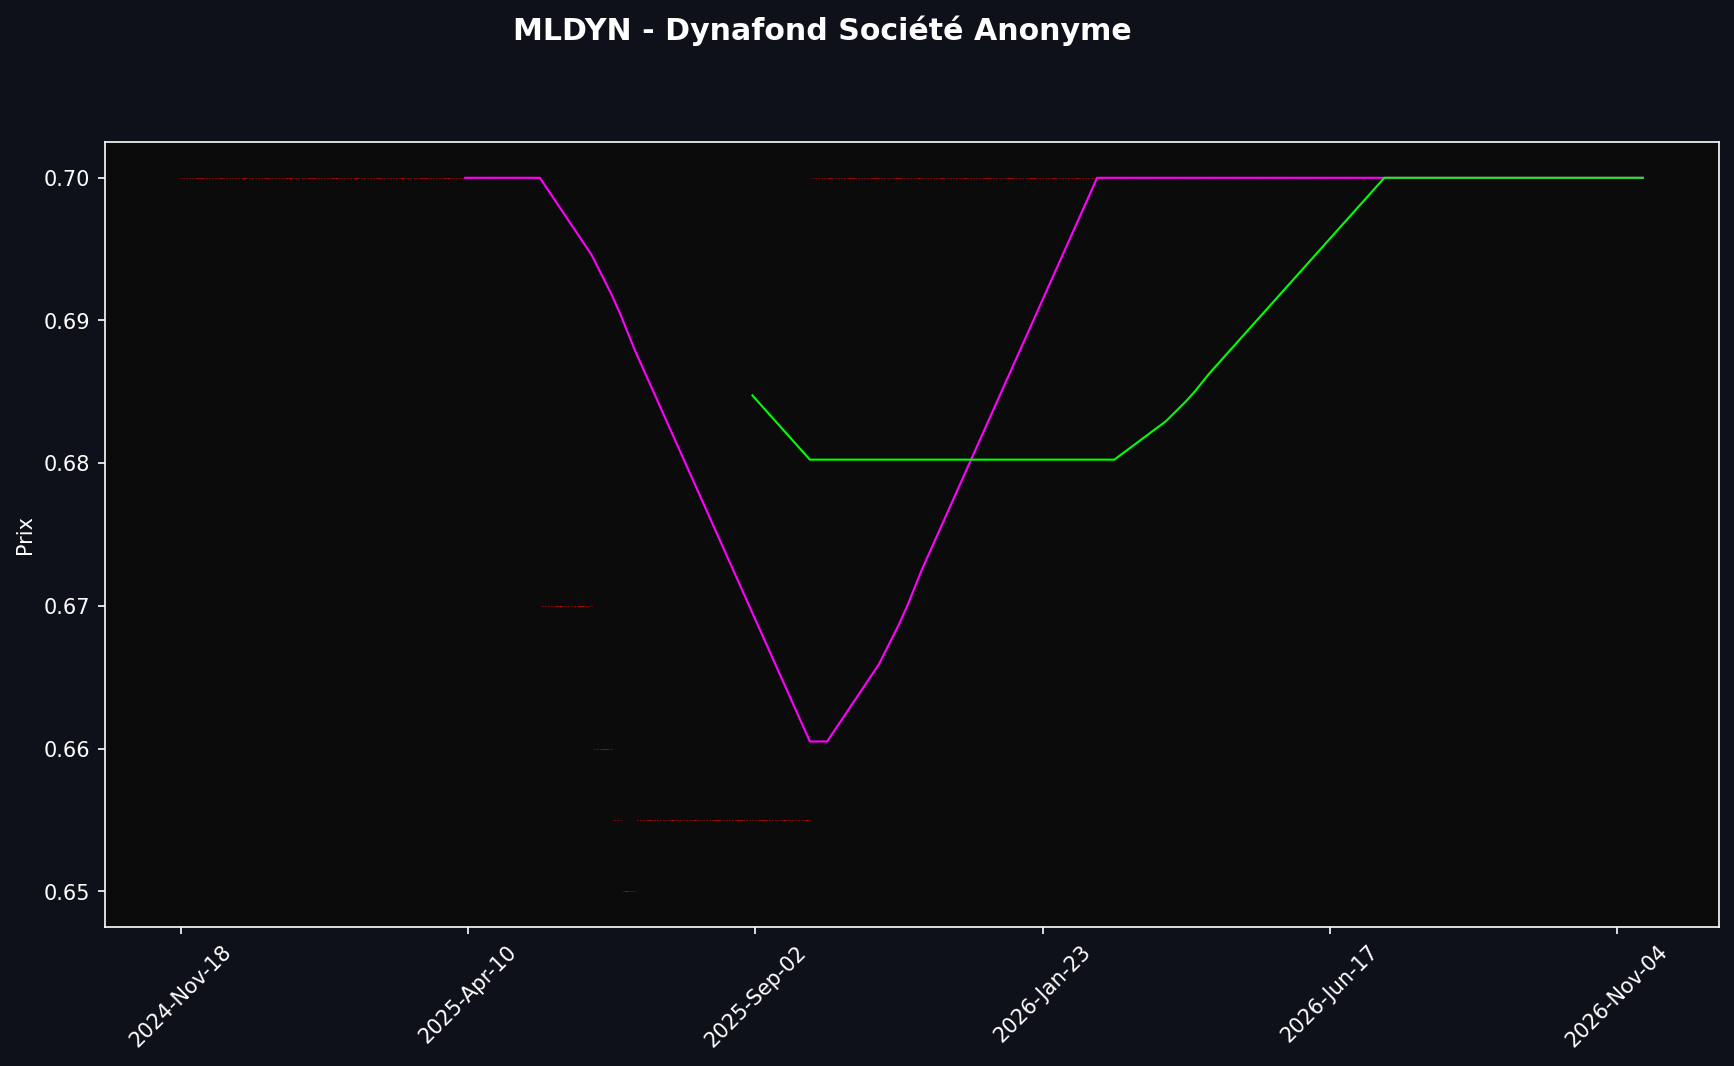 MLDYN - Dynafond Société Anonyme
Prix
0.70
0.69
0.68
0.67
0.66
0.65
2024-Nov-18
2025-Apr-10
2025-Sep-02
2026-Jan-23
2026-Jun-17
2026-Nov-04